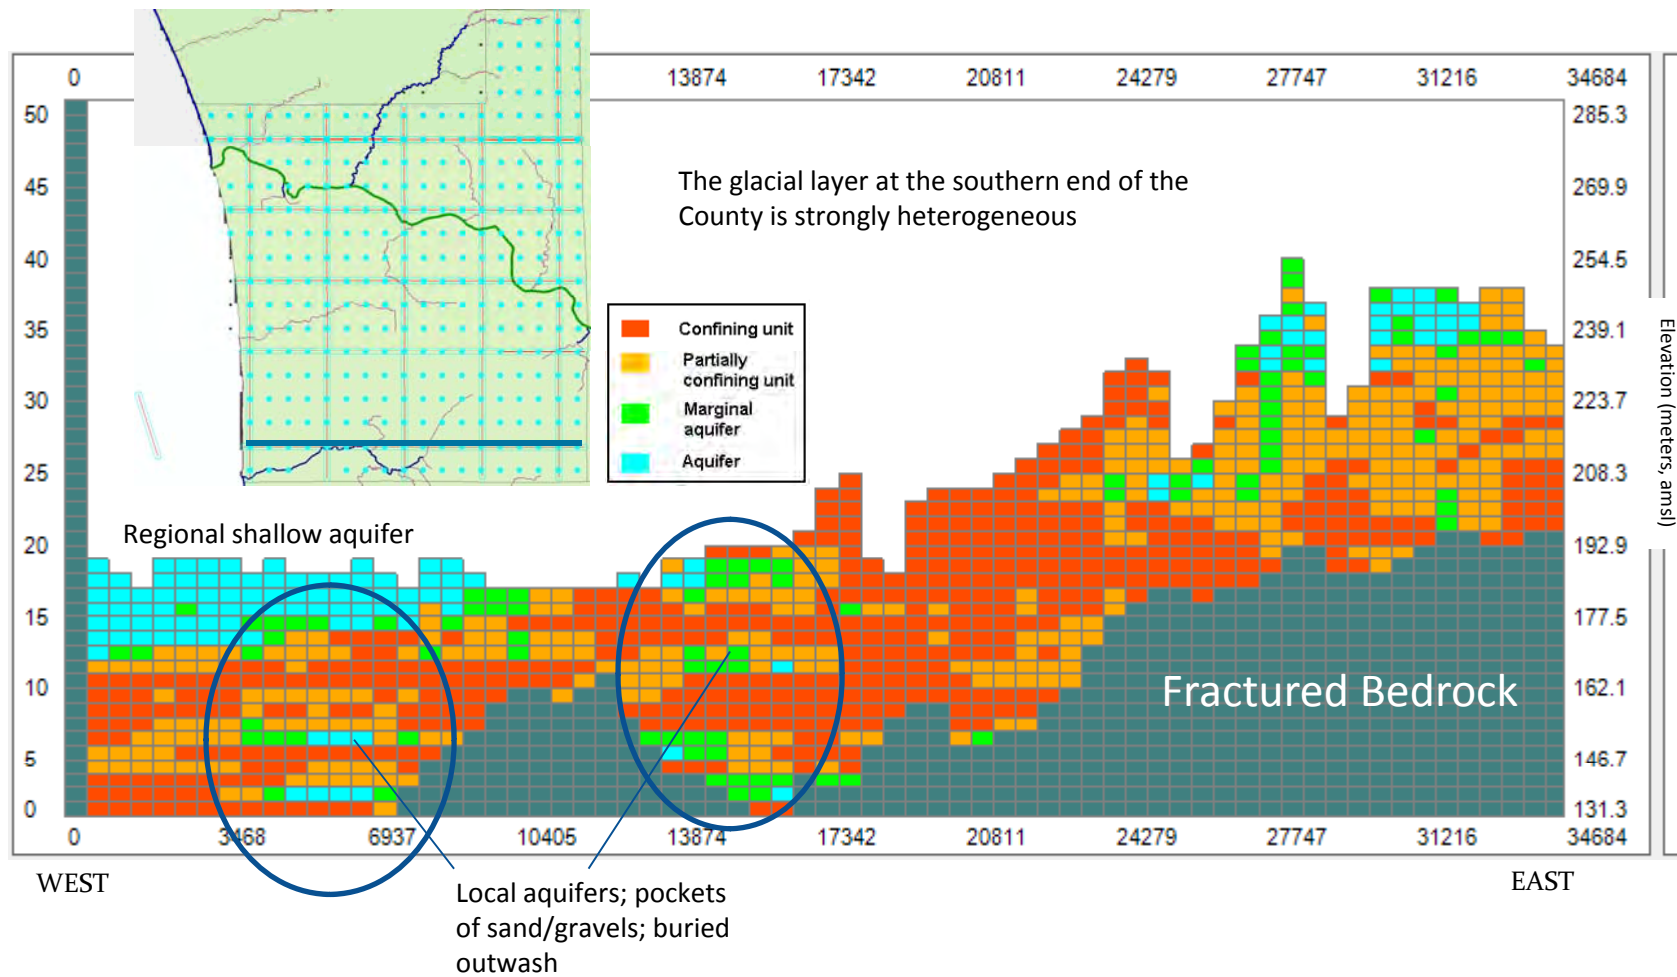 0 13874 17342 20811 24279 27747 31216 34684
50 285.3
The glacial layer at the southern end of the
County is strongly heterogeneous
45 269.9
40 254.5
Confining unit
Partially
confining unit
Marginal
aquifer
Aquifer
35 239.1
Elevation (meters, amsl)
30 223.7
25 208.3
Regional shallow aquifer
20 192.9
15 177.5
10 162.1
Fractured Bedrock
5 146.7
0 131.3
0 3468 6937 10405 13874 17342 20811 24279 27747 31216 34684
WEST EAST
Local aquifers; pockets
of sand/gravels; buried
outwash